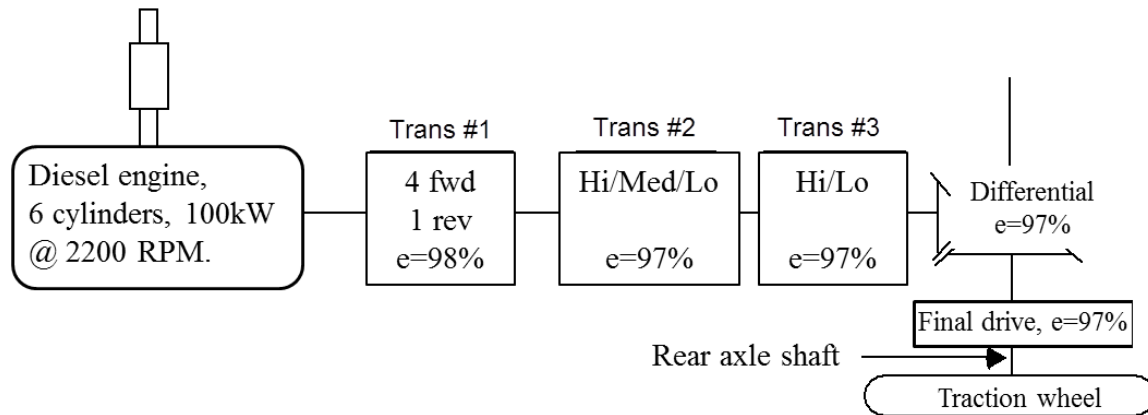 Trans #1
Trans #2
Trans #3
Diesel engine,
6 cylinders, 100kW
@ 2200 RPM.
4 fwd
1 rev
e=98%
Hi/Med/Lo
e=97%
Hi/Lo
e=97%
Differential
e=97%
Final drive, e=97%
Rear axle shaft
Traction wheel